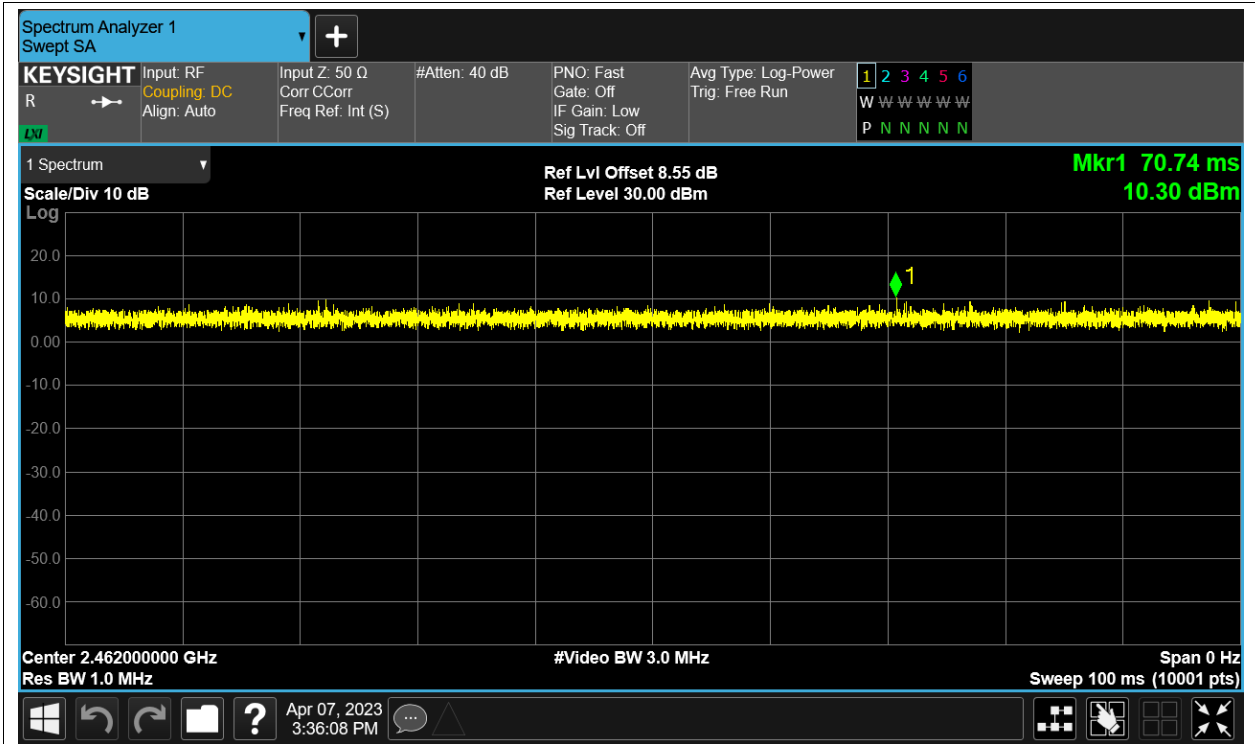 Spectrum Analyzer 1
Swept SA
KEYSIGHT
R
LXI
Input: RF
Coupling: DC
Align: Auto
Input Z: 50 Ω
Corr CCorr
Freq Ref: Int (S)
#Atten: 40 dB
PNO: Fast
Gate: Off
IF Gain: Low
Sig Track: Off
Avg Type: Log-Power
Trig: Free Run
1 2 3 4 5 6
W W W W W W
P N N N N N
1 Spectrum
Scale/Div 10 dB
Log
Ref Lvl Offset 8.55 dB
Ref Level 30.00 dBm
Mkr1 70.74 ms
10.30 dBm
1
20.0
10.0
0.00
-10.0
-20.0
-30.0
-40.0
-50.0
-60.0
Center 2.462000000 GHz
Res BW 1.0 MHz
#Video BW 3.0 MHz
Span 0 Hz
Sweep 100 ms (10001 pts)
?
Apr 07, 2023
3:36:08 PM